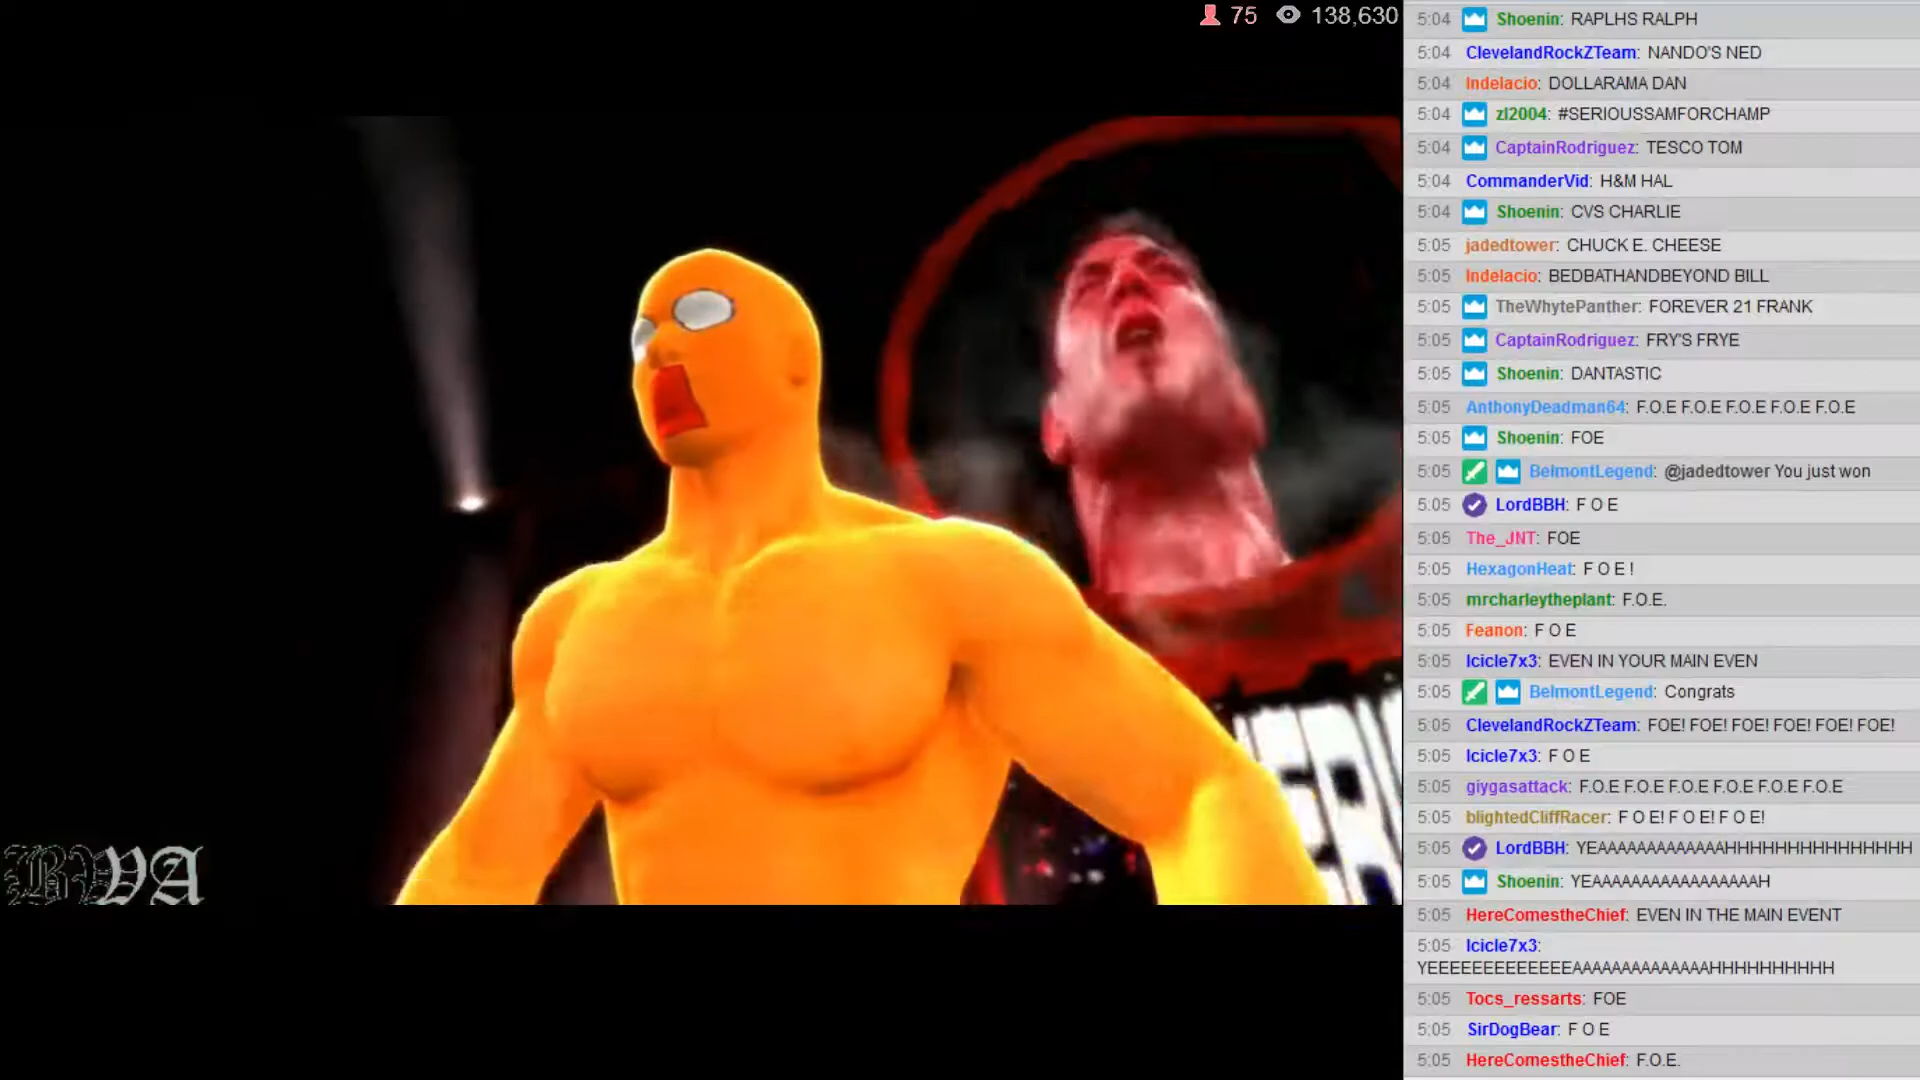 75 138,630
5:04 Shoenin: RAPLHS RALPH
5:04 ClevelandRockZTeam: NANDO'S NED
5:04 Indelacio: DOLLARAMA DAN
5:04 zl2004: #SERIOUSSAMFORCHAMP
5:04 CaptainRodriguez: TESCO TOM
5:04 CommanderVid: H&M HAL
5:04 Shoenin: CVS CHARLIE
5:05 jadedtower: CHUCK E. CHEESE
5:05 Indelacio: BEDBATHANDBEYOND BILL
5:05 TheWhytePanther: FOREVER 21 FRANK
5:05 CaptainRodriguez: FRY'S FRYE
5:05 Shoenin: DANTASTIC
5:05 AnthonyDeadman64: F.O.E F.O.E F.O.E F.O.E F.O.E
5:05 Shoenin: FOE
5:05 BelmontLegend: @jadedtower You just won
5:05 LordBBH: F O E
5:05 The_JNT: FOE
5:05 HexagonHeat: F O E !
5:05 mrcharleytheplant: F.O.E.
5:05 Feanon: F O E
5:05 Icicle7x3: EVEN IN YOUR MAIN EVEN
5:05 BelmontLegend: Congrats
5:05 ClevelandRockZTeam: FOE! FOE! FOE! FOE! FOE! FOE!
5:05 Icicle7x3: F O E
5:05 giygasattack: F.O.E F.O.E F.O.E F.O.E F.O.E F.O.E
5:05 blightedCliffRacer: F O E! F O E! F O E!
5:05 LordBBH: YEAAAAAAAAAAAAAHHHHHHHHHHHHHHHH
5:05 Shoenin: YEAAAAAAAAAAAAAAAAAH
5:05 HereComestheChief: EVEN IN THE MAIN EVENT
5:05 Icicle7x3:
YEEEEEEEEEEEEEAAAAAAAAAAAAAAHHHHHHHHHH
5:05 Tocs_ressarts: FOE
5:05 SirDogBear: F O E
5:05 HereComestheChief: F.O.E.